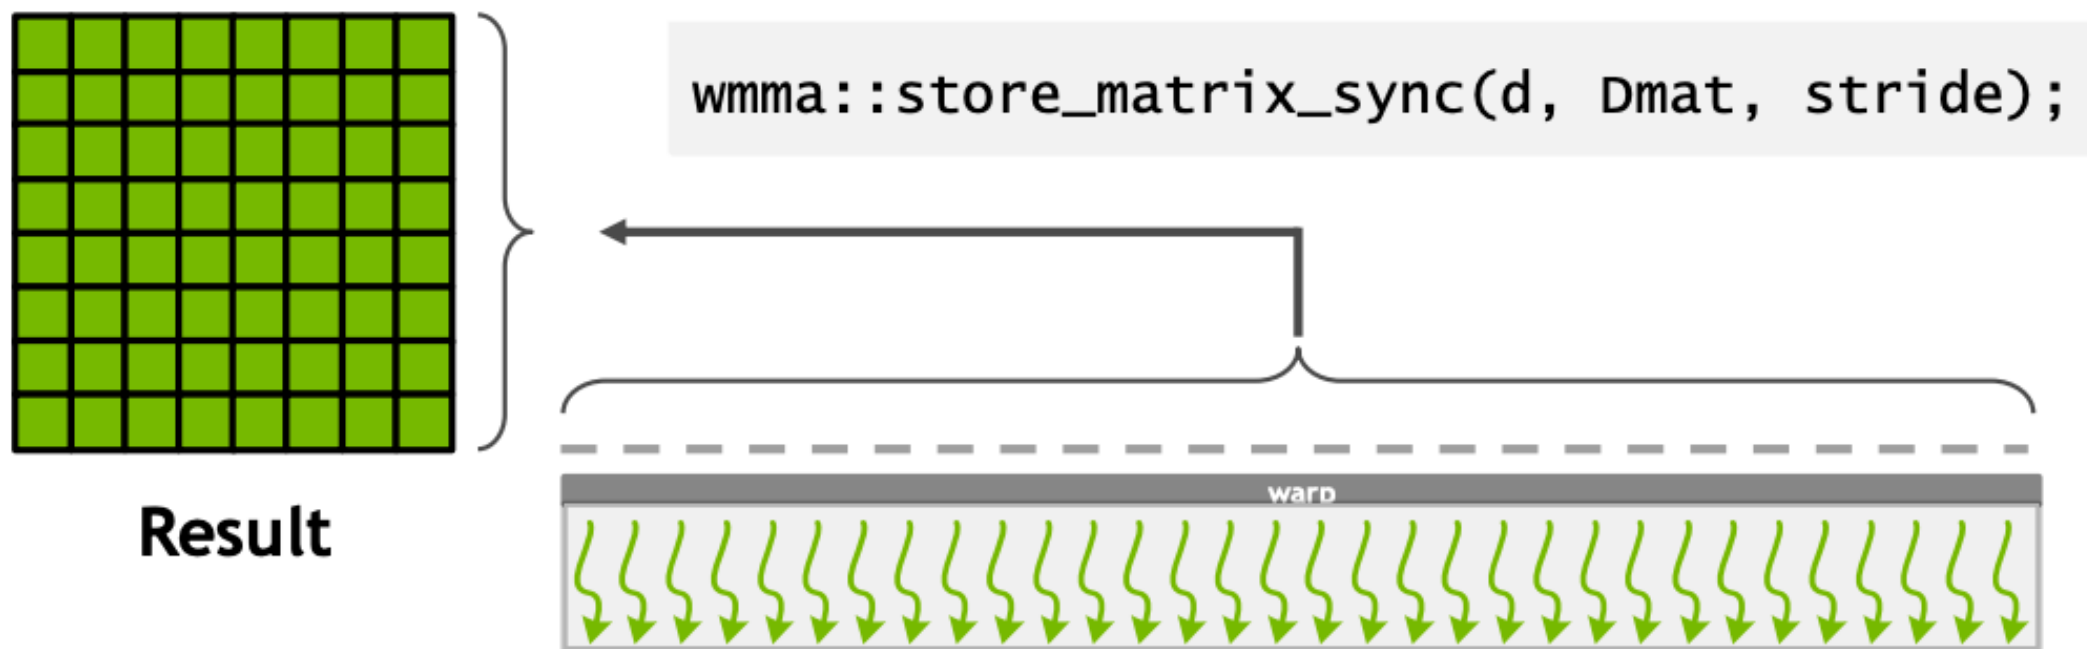 wmma::store_matrix_sync(d, Dmat, stride);
warp
Result